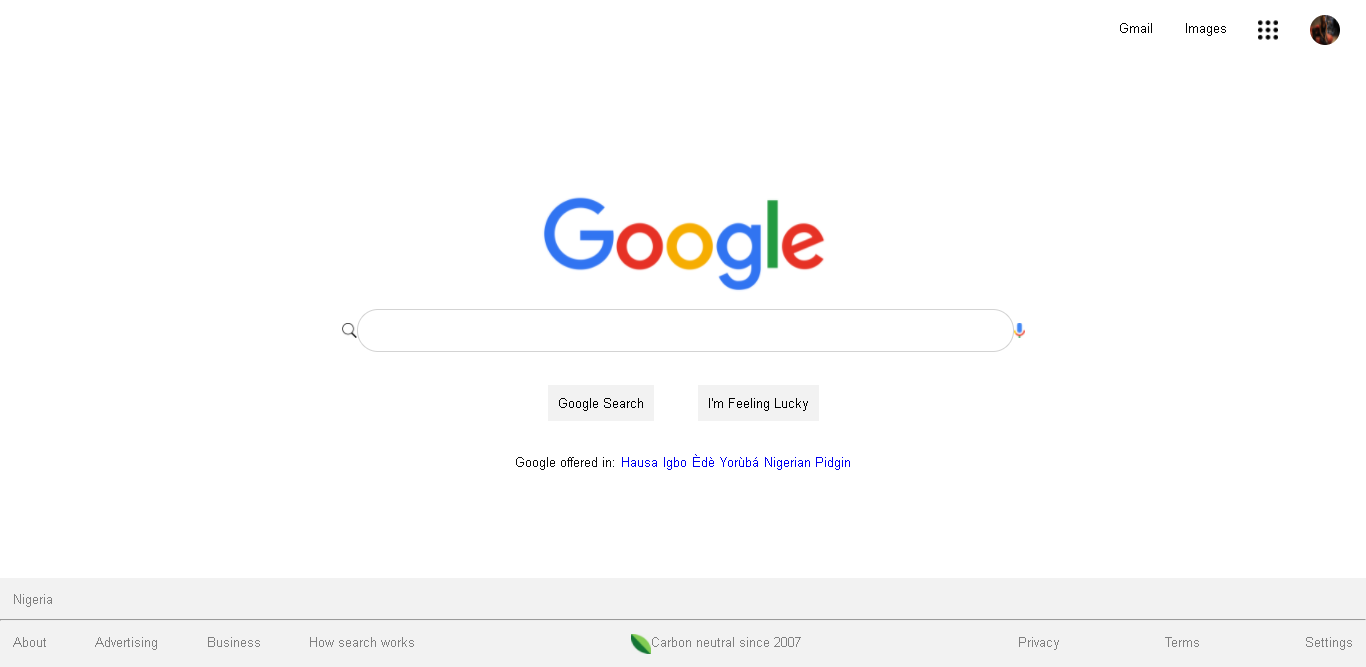 Gmail Images
Google
Google Search I'm Feeling Lucky
Google offered in: Hausa Igbo Èdè Yorùbá Nigerian Pidgin
Nigeria
About Advertising Business How search works Carbon neutral since 2007 Privacy Terms Settings